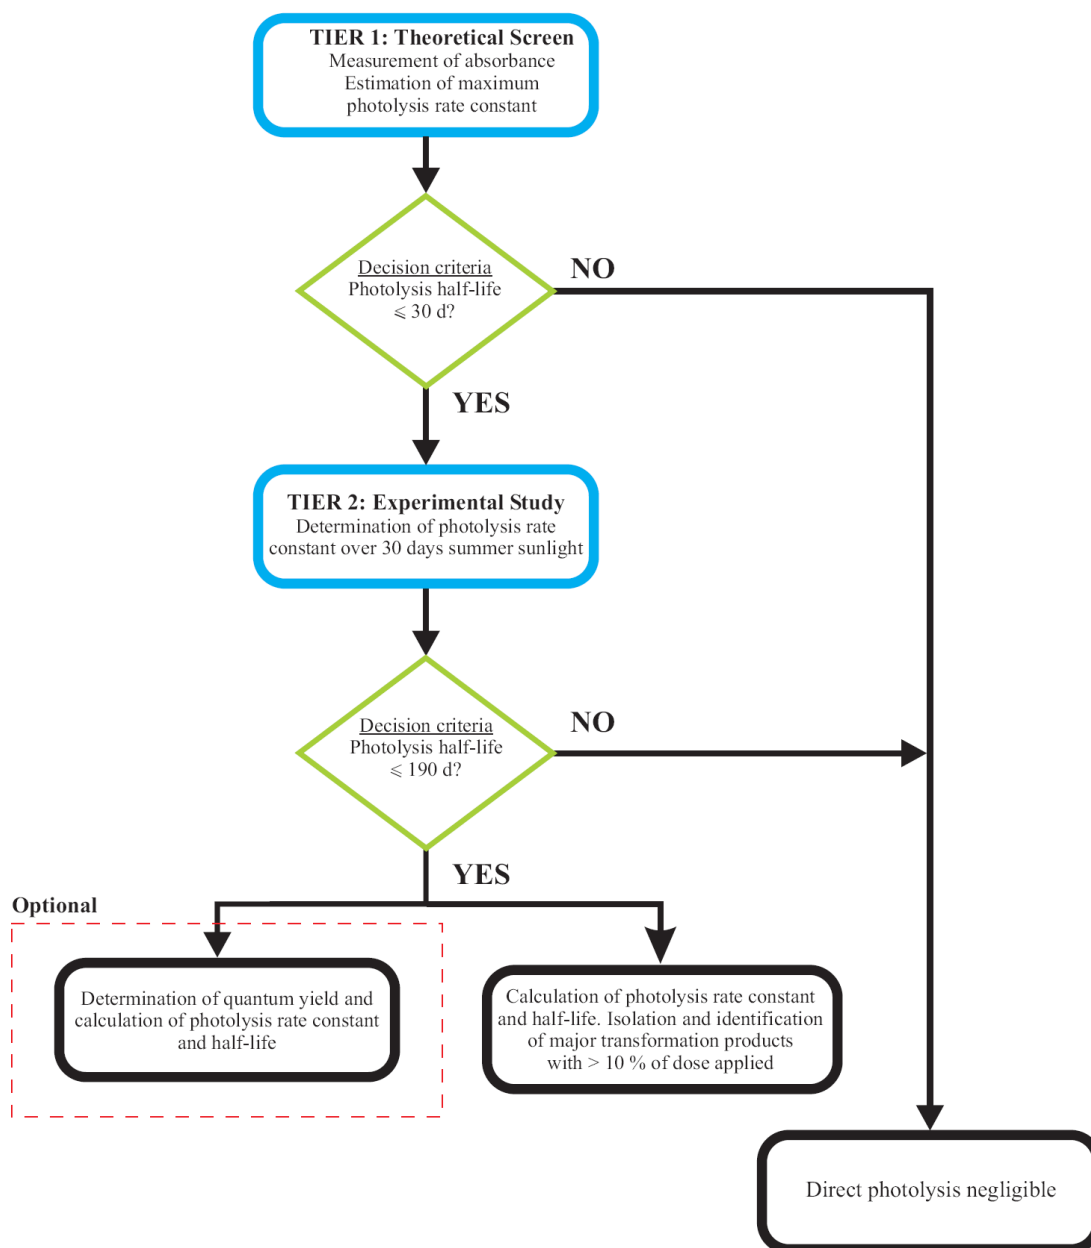 TIER 1: Theoretical Screen
Measurement of absorbance
Estimation of maximum
photolysis rate constant
Decision criteria
Photolysis half-life
⩽ 30 d?
NO
YES
TIER 2: Experimental Study
Determination of photolysis rate
constant over 30 days summer sunlight
Decision criteria
Photolysis half-life
⩽ 190 d?
NO
YES
Optional
Determination of quantum yield and
calculation of photolysis rate constant
and half-life
Calculation of photolysis rate constant
and half-life. Isolation and identification
of major transformation products
with > 10 % of dose applied
Direct photolysis negligible